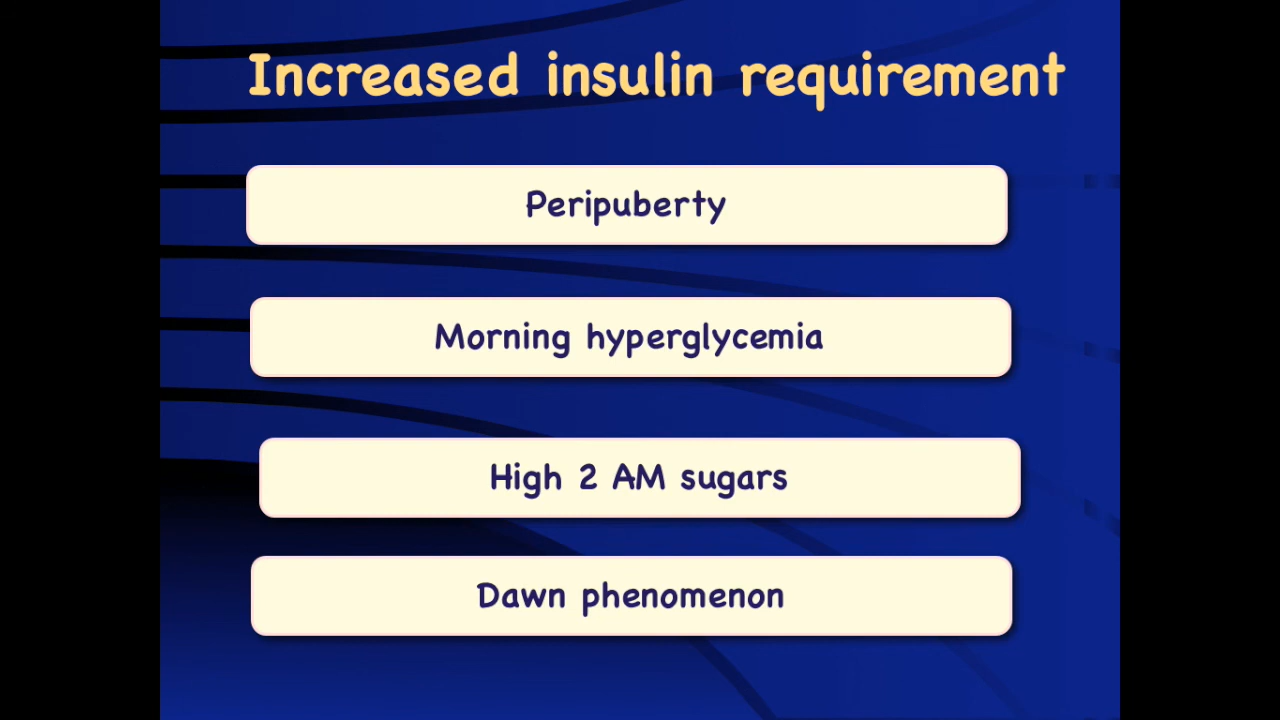 Increased insulin requirement
Peripuberty
Morning hyperglycemia
High 2 AM sugars
Dawn phenomenon